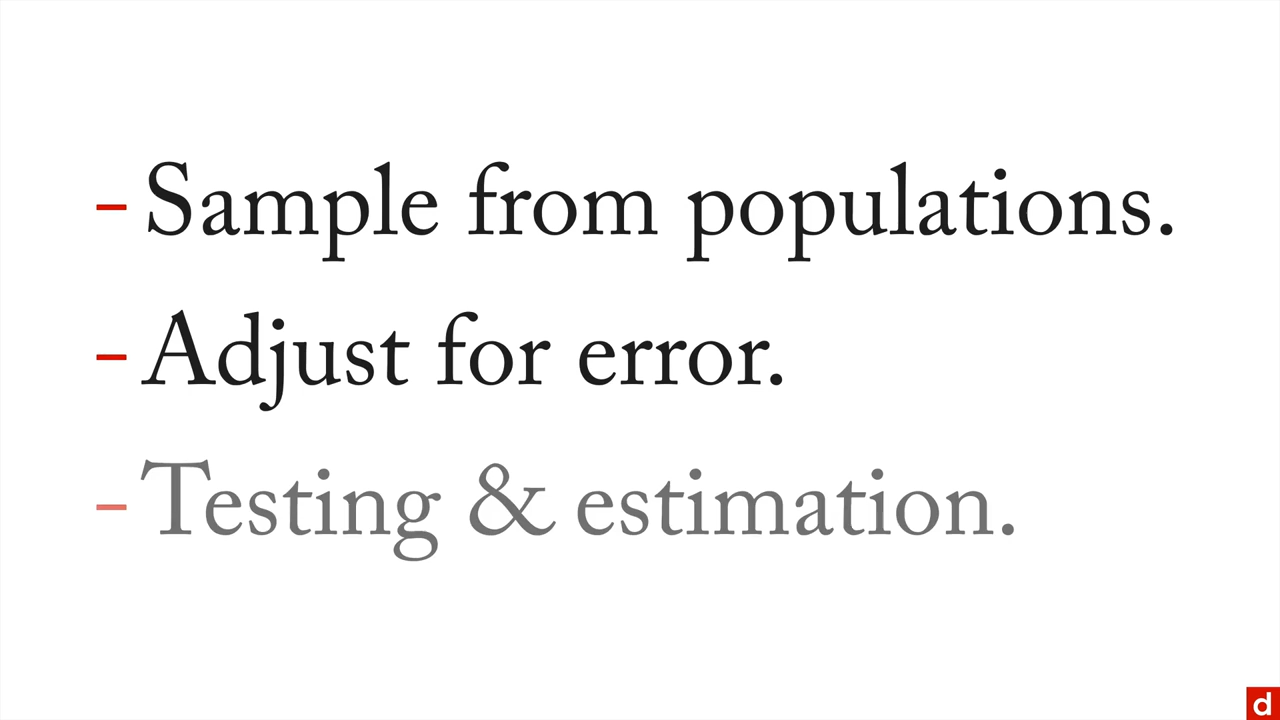 - Sample from populations.
- Adjust for error.
- Testing & estimation.
d